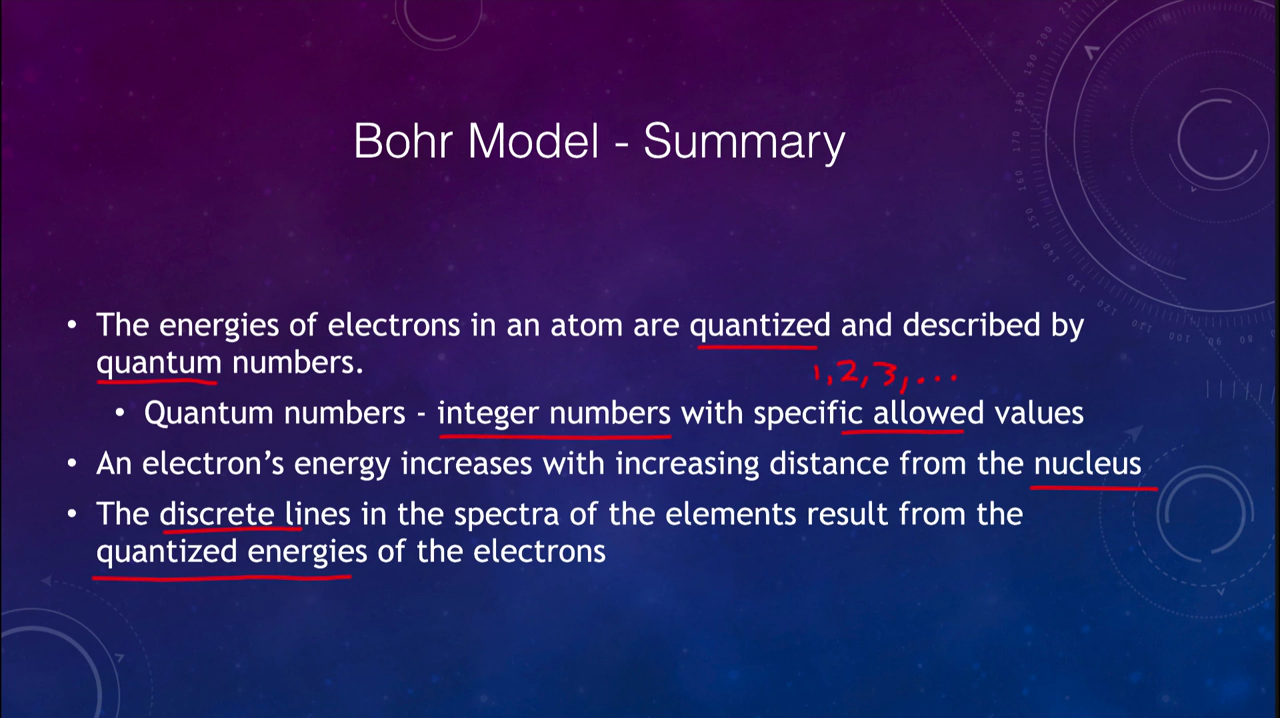 Bohr Model - Summary
• The energies of electrons in an atom are quantized and described by
quantum numbers.
1, 2, 3, ...
• Quantum numbers - integer numbers with specific allowed values
• An electron’s energy increases with increasing distance from the nucleus
• The discrete lines in the spectra of the elements result from the
quantized energies of the electrons